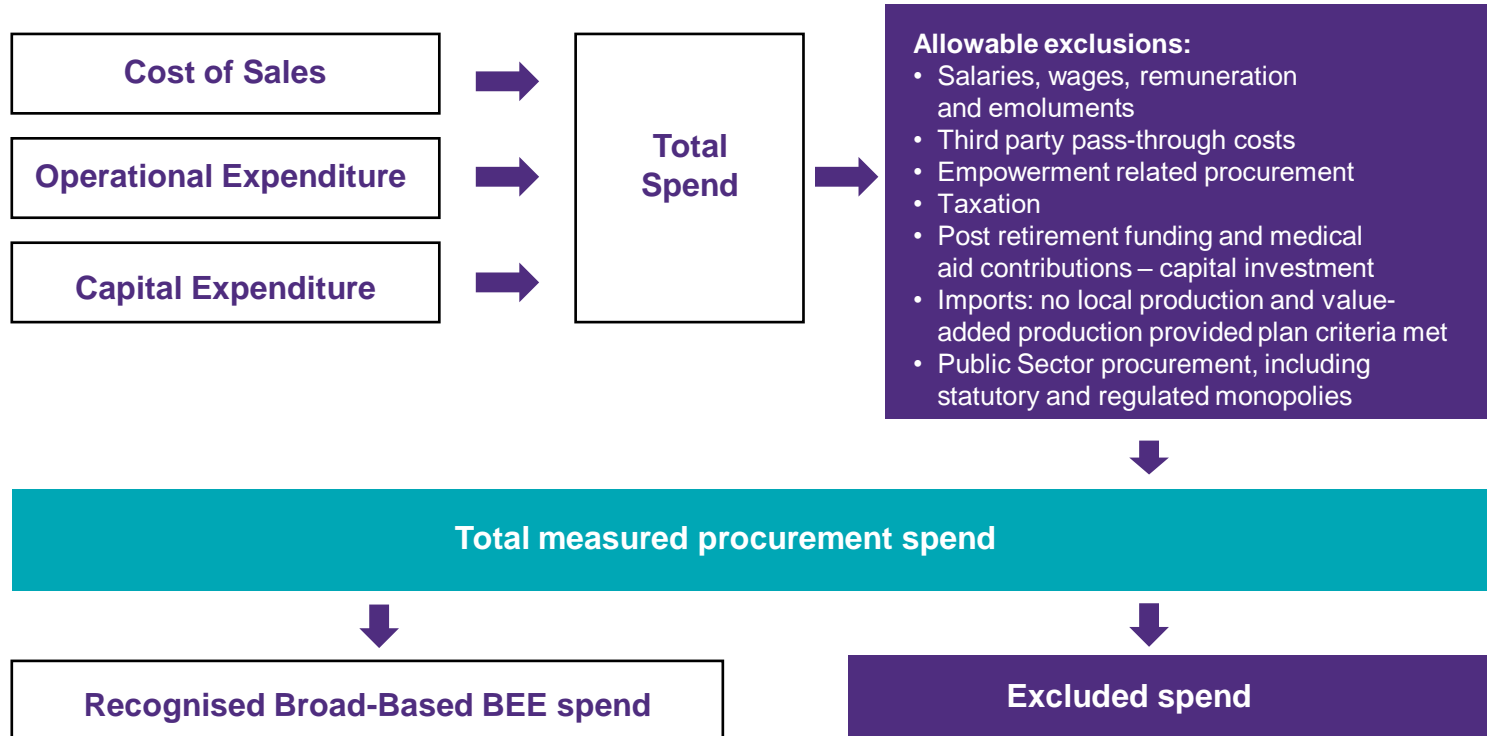 Cost of Sales
Operational Expenditure
Capital Expenditure
Total
Spend
Allowable exclusions:
• Salaries, wages, remuneration
and emoluments
• Third party pass-through costs
• Empowerment related procurement
• Taxation
• Post retirement funding and medical
aid contributions – capital investment
• Imports: no local production and value-
added production provided plan criteria met
• Public Sector procurement, including
statutory and regulated monopolies
Total measured procurement spend
Recognised Broad-Based BEE spend
Excluded spend